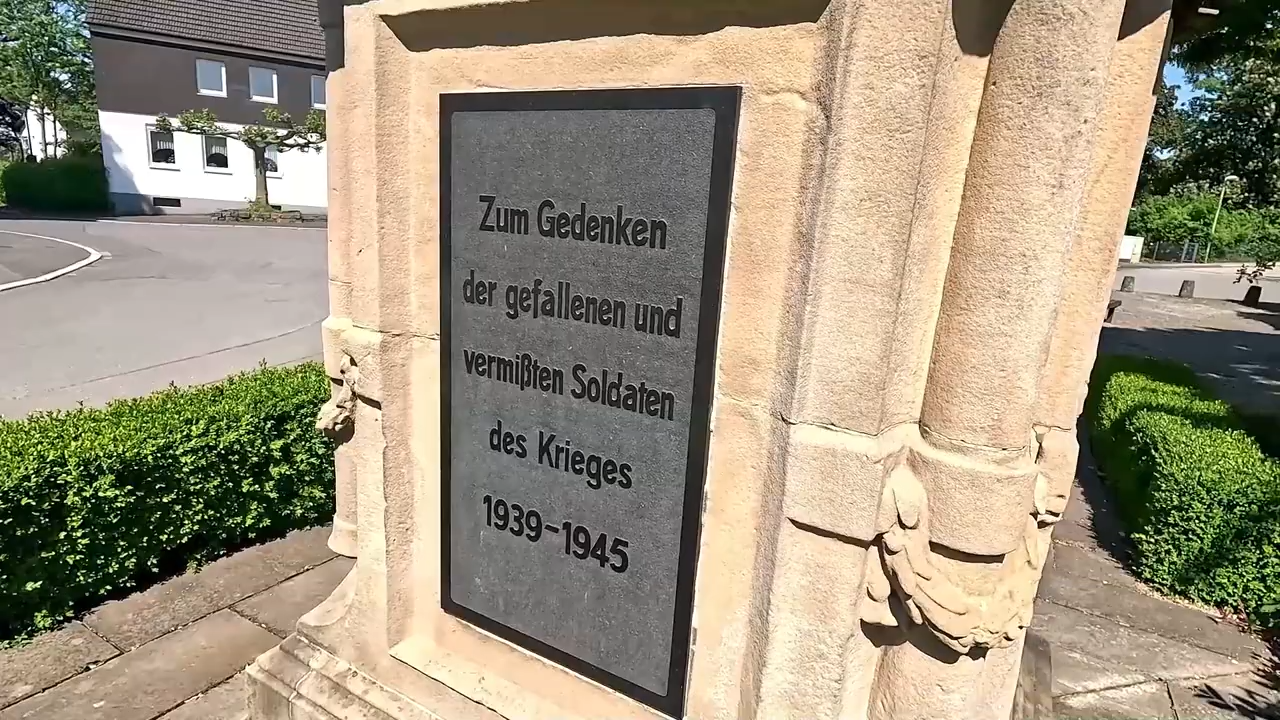 Zum Gedenken
der gefallenen und
vermißten Soldaten
des Krieges
1939-1945